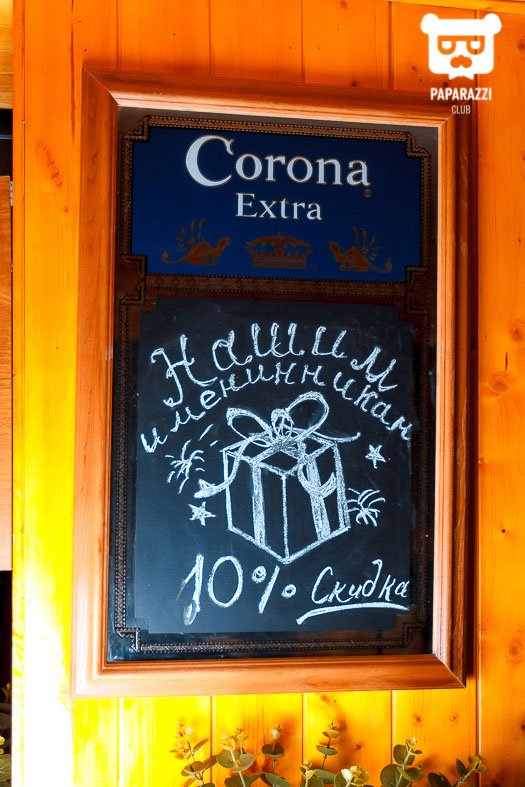 PAPARAZZI
CLUB
Corona
Extra
Нашим
именинникам
10% Скидка